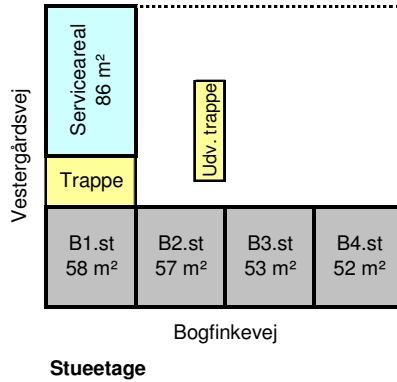 Vestergårdsvej
Serviceareal
86 m²
Udv. trappe
Trappe
B1.st
58 m²
B2.st
57 m²
B3.st
53 m²
B4.st
52 m²
Bogfinkevej
Stueetage